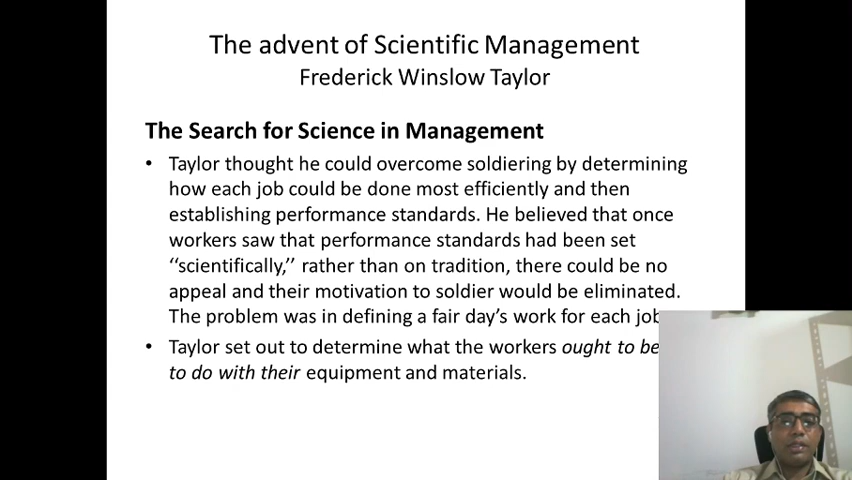 The advent of Scientific Management
Frederick Winslow Taylor
The Search for Science in Management
• Taylor thought he could overcome soldiering by determining
how each job could be done most efficiently and then
establishing performance standards. He believed that once
workers saw that performance standards had been set
‘‘scientifically,’’ rather than on tradition, there could be no
appeal and their motivation to soldier would be eliminated.
The problem was in defining a fair day’s work for each job
• Taylor set out to determine what the workers ought to be
to do with their equipment and materials.